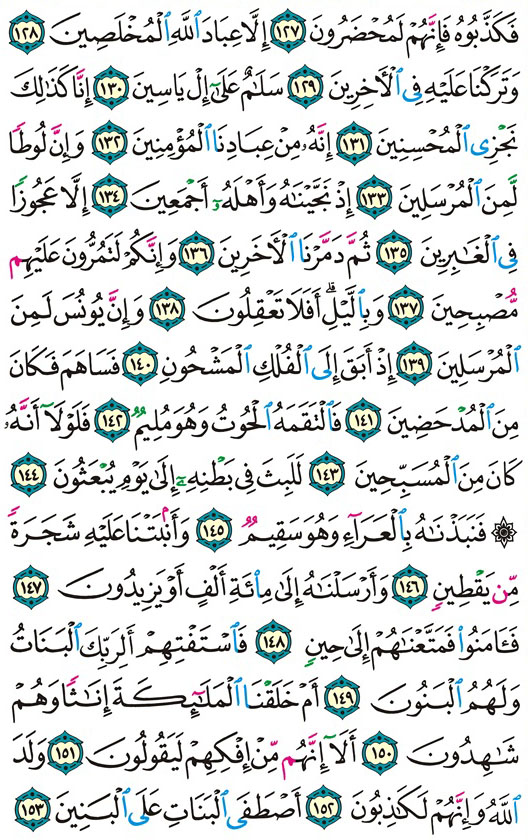 فَكَذَّبُوهُ فَإِنَّهُمْ لَمُحْضَرُونَ ١٢٧ إِلَّا عِبَادَ ٱللَّهِ ٱلْمُخْلَصِينَ ١٢٨
وَتَرَكْنَا عَلَيْهِ فِى ٱلْأَخِرِينَ ١٢٩ سَلَـٰمٌ عَلَىٰٓ إِلْ يَاسِينَ ١٣٠ إِنَّا كَذَٰلِكَ
نَجْزِى ٱلْمُحْسِنِينَ ١٣١ إِنَّهُۥ مِنْ عِبَادِنَا ٱلْمُؤْمِنِينَ ١٣٢ وَإِنَّ لُوطًا
لَّمِنَ ٱلْمُرْسَلِينَ ١٣٣ إِذْ نَجَّيْنَـٰهُ وَأَهْلَهُۥٓ أَجْمَعِينَ ١٣٤ إِلَّا عَجُوزًا
فِى ٱلْغَـٰبِرِينَ ١٣٥ ثُمَّ دَمَّرْنَا ٱلْأَخَرِينَ ١٣٦ وَإِنَّكُمْ لَتَمُرُّونَ عَلَيْهِم
مُّصْبِحِينَ ١٣٧ وَبِٱلَّيْلِ ۗ أَفَلَا تَعْقِلُونَ ١٣٨ وَإِنَّ يُونُسَ لَمِنَ
ٱلْمُرْسَلِينَ ١٣٩ إِذْ أَبَقَ إِلَى ٱلْفُلْكِ ٱلْمَشْحُونِ ١٤٠ فَسَاهَمَ فَكَانَ
مِنَ ٱلْمُدْحَضِينَ ١٤١ فَٱلْتَقَمَهُ ٱلْحُوتُ وَهُوَ مُلِيمٌ ١٤٢ فَلَوْلَآ أَنَّهُۥ
كَانَ مِنَ ٱلْمُسَبِّحِينَ ١٤٣ لَلَبِثَ فِى بَطْنِهِۦٓ إِلَىٰ يَوْمِ يُبْعَثُونَ ١٤٤
۞ فَنَبَذْنَـٰهُ بِٱلْعَرَآءِ وَهُوَ سَقِيمٌ ١٤٥ وَأَنۢبَتْنَا عَلَيْهِ شَجَرَةً
مِّن يَقْطِينٍ ١٤٦ وَأَرْسَلْنَـٰهُ إِلَىٰ مِا۟ئَةِ أَلْفٍ أَوْ يَزِيدُونَ ١٤٧
فَـَٔامَنُوا۟ فَمَتَّعْنَـٰهُمْ إِلَىٰ حِينٍ ١٤٨ فَٱسْتَفْتِهِمْ أَلِرَبِّكَ ٱلْبَنَاتُ
وَلَهُمُ ٱلْبَنُونَ ١٤٩ أَمْ خَلَقْنَا ٱلْمَلَـٰٓئِكَةَ إِنَـٰثًا وَهُمْ
شَـٰهِدُونَ ١٥٠ أَلَآ إِنَّهُم مِّنْ إِفْكِهِمْ لَيَقُولُونَ ١٥١ وَلَدَ
ٱللَّهُ وَإِنَّهُمْ لَكَـٰذِبُونَ ١٥٢ أَصْطَفَى ٱلْبَنَاتِ عَلَى ٱلْبَنِينَ ١٥٣